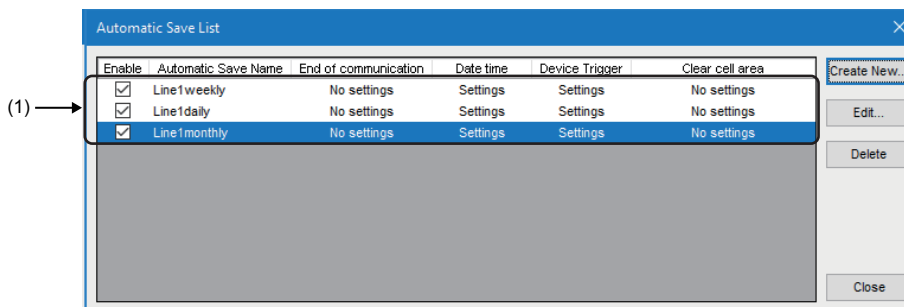 Automatic Save List
Enable Automatic Save Name End of communication Date time Device Trigger Clear cell area
Create New...
(1)
Line1weekly No settings Settings Settings No settings
Line1daily No settings Settings Settings No settings
Edit...
Line1monthly No settings Settings Settings No settings
Delete
Close